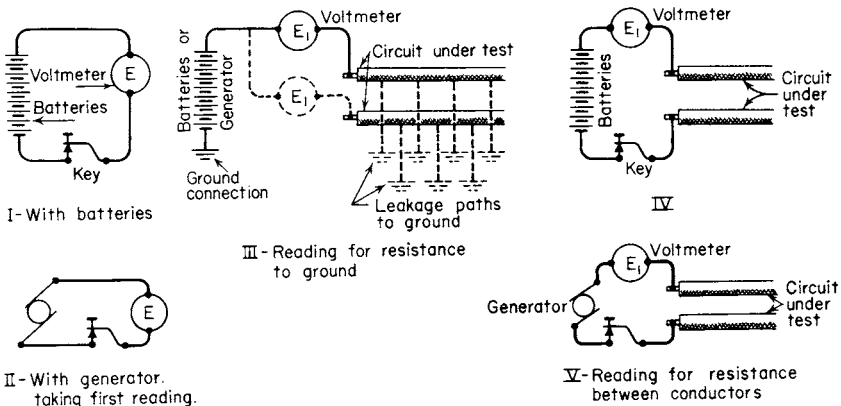 E
Voltmeter
Batteries
Key
I-With batteries
E
II-With generator.
taking first reading.
Batteries or
Generator
E1
Voltmeter
Circuit under test
E1
Ground
connection
Leakage paths
to ground
III-Reading for resistance
to ground
E1
Voltmeter
Batteries
Circuit
under
test
Key
IV
E1
Voltmeter
Generator
Circuit
under
test
V-Reading for resistance
between conductors